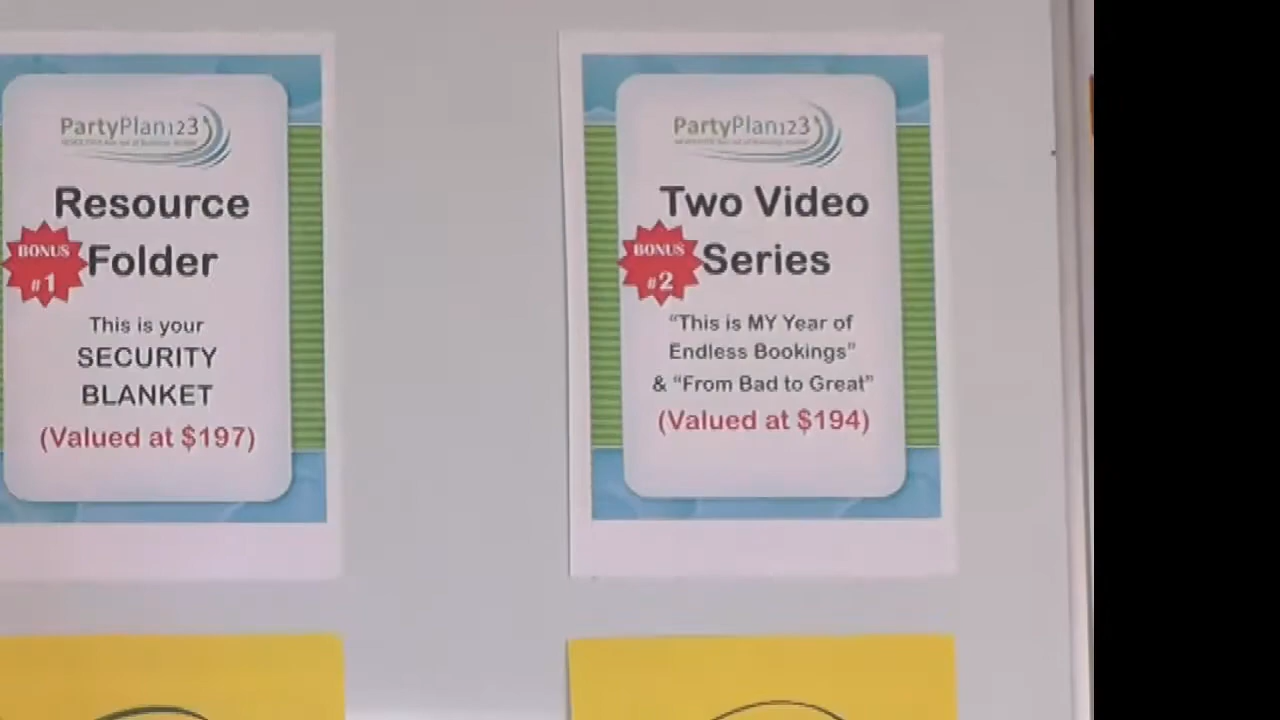 PartyPlan123
Resource
BONUS
#1
Folder
This is your
SECURITY
BLANKET
(Valued at $197)
PartyPlan123
Two Video
BONUS
#2
Series
“This is MY Year of
Endless Bookings”
& “From Bad to Great”
(Valued at $194)